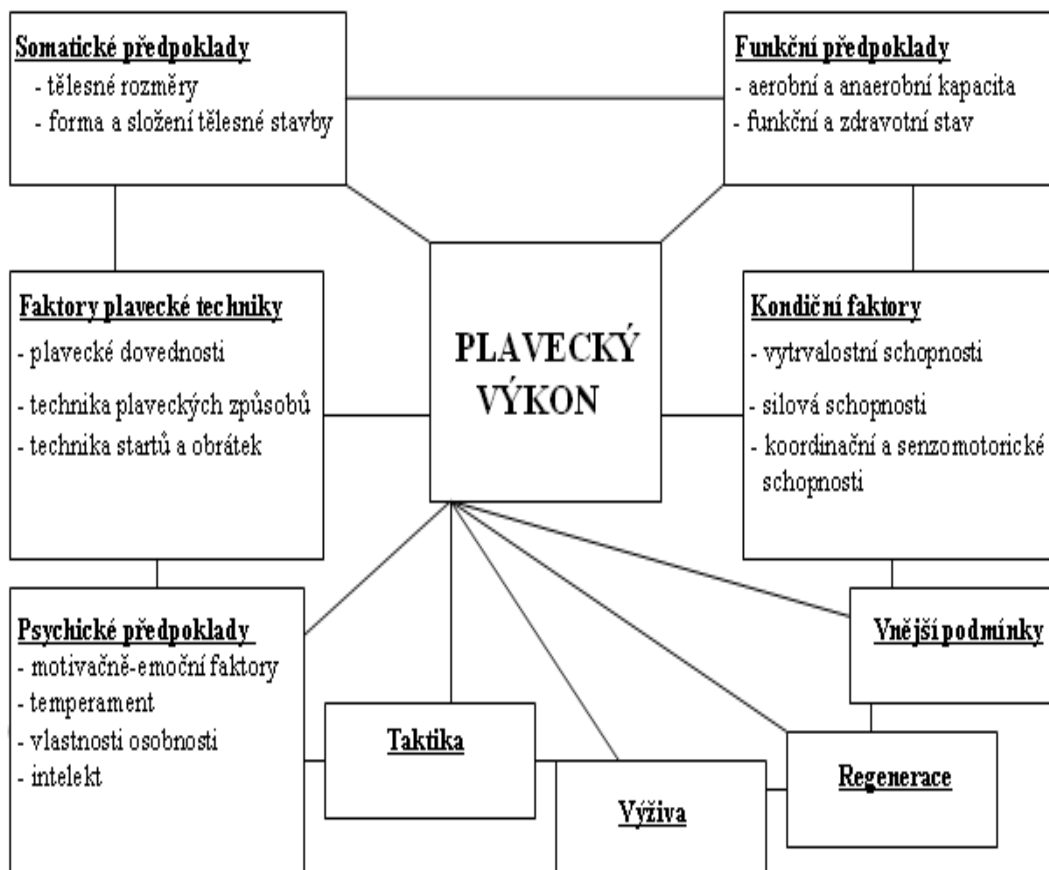 Somatické předpoklady
- tělesné rozměry
- forma a složení tělesné stavby
Funkční předpoklady
- aerobní a anaerobní kapacita
- funkční a zdravotní stav
Faktory plavecké techniky
- plavecké dovednosti
- technika plaveckých způsobů
- technika startů a obrátek
PLAVECKÝ
VÝKON
Kondiční faktory
- vytrvalostní schopnosti
- silová schopnosti
- koordinační a senzomotorické
schopnosti
Psychické předpoklady
- motivačně-emoční faktory
- temperament
- vlastnosti osobnosti
- intelekt
Taktika
Výživa
Regenerace
Vnější podmínky